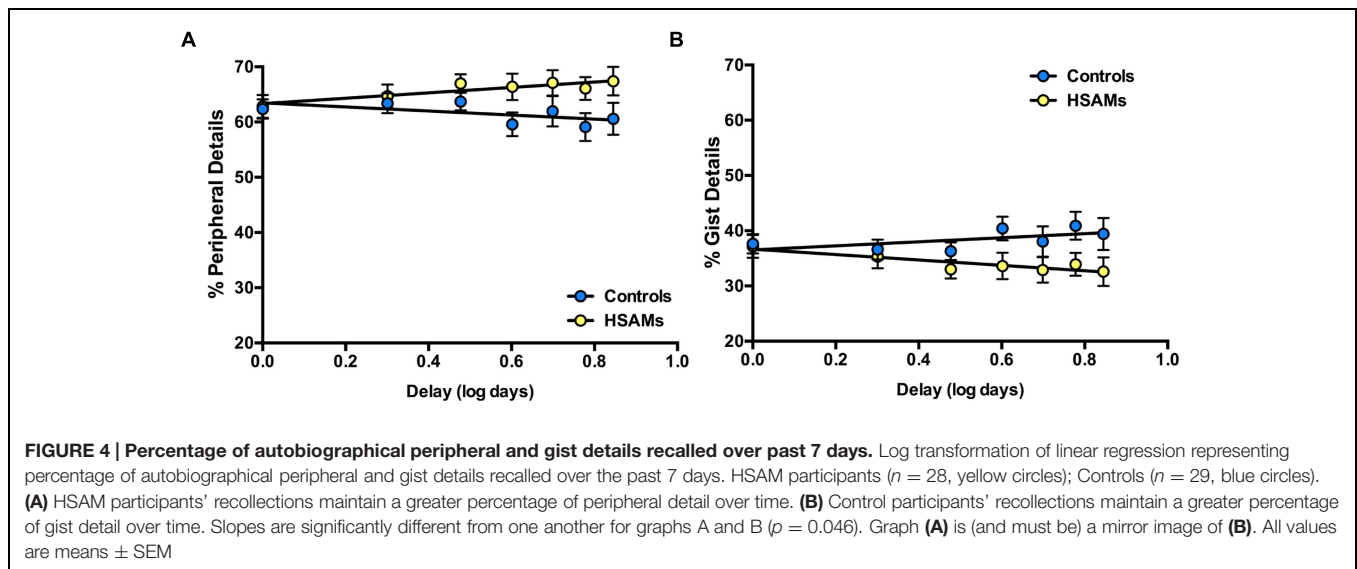 A
B
70
60
50
40
30
20
% Peripheral Details
0.0 0.2 0.4 0.6 0.8 1.0
Delay (log days)
Controls
HSAMs
70
60
50
40
30
20
% Gist Details
0.0 0.2 0.4 0.6 0.8 1.0
Delay (log days)
Controls
HSAMs
FIGURE 4 | Percentage of autobiographical peripheral and gist details recalled over past 7 days. Log transformation of linear regression representing
percentage of autobiographical peripheral and gist details recalled over the past 7 days. HSAM participants (n = 28, yellow circles); Controls (n = 29, blue circles).
(A) HSAM participants' recollections maintain a greater percentage of peripheral detail over time. (B) Control participants' recollections maintain a greater percentage
of gist detail over time. Slopes are significantly different from one another for graphs A and B (p = 0.046). Graph (A) is (and must be) a mirror image of (B). All values
are means ± SEM